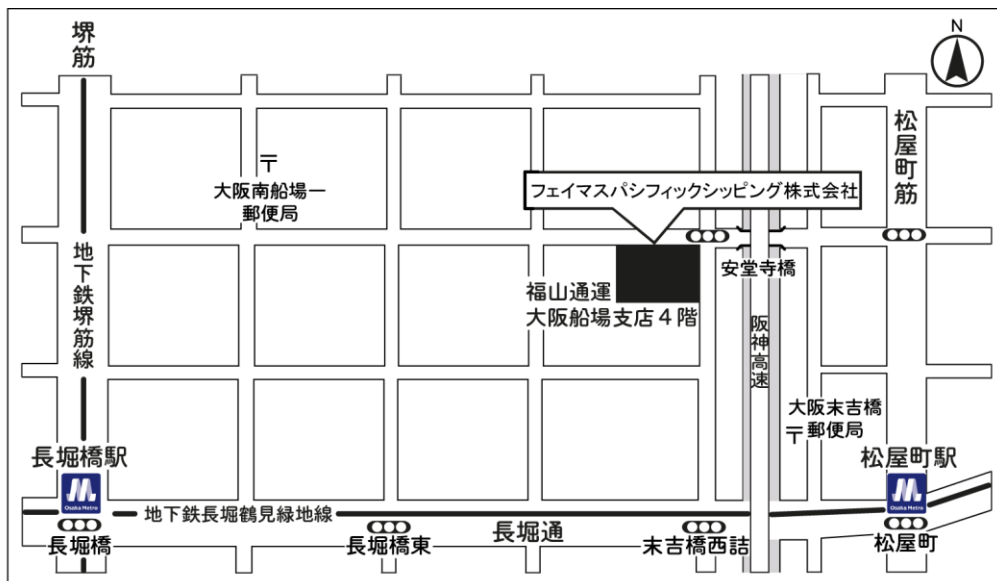 堺筋
N
松屋町筋
〒
大阪南船場一
郵便局
フェイマスパシフィックシッピング株式会社
地下鉄堺筋線
安堂寺橋
福山通運
大阪船場支店4階
阪神高速
大阪末吉橋
〒郵便局
長堀橋駅
松屋町駅
Osaka Metro
Osaka Metro
地下鉄長堀鶴見緑地線
長堀通
長堀橋
長堀橋東
末吉橋西詰
松屋町